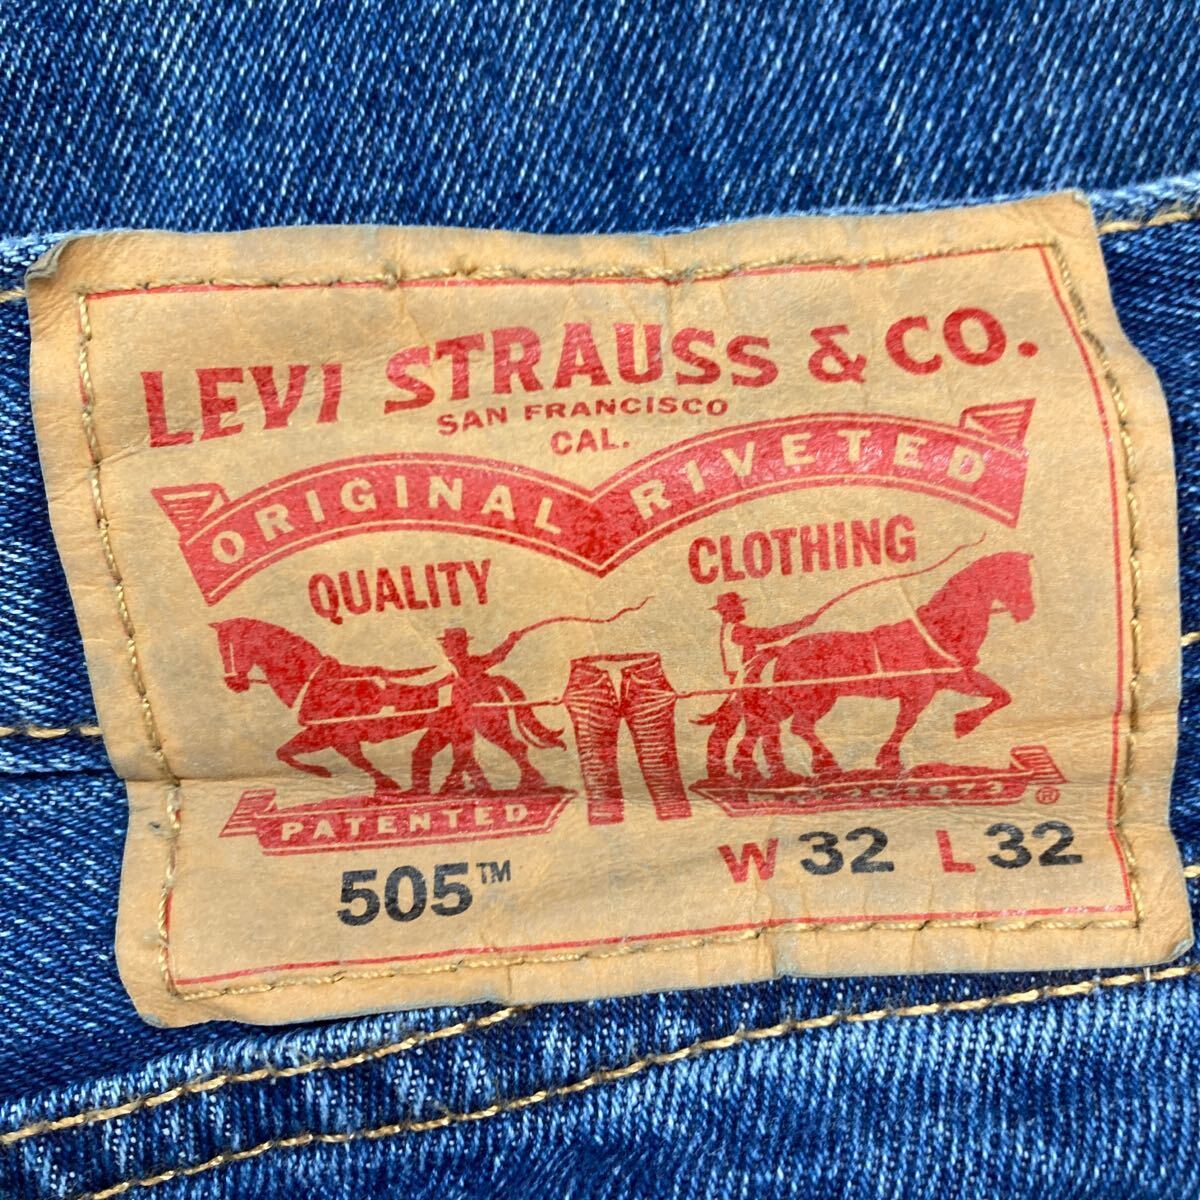 LEVI STRAUSS & CO.
SAN FRANCISCO
CAL.
ORIGINAL RIVETED
QUALITY CLOTHING
PATENTED
®
505™ W 32 L 32